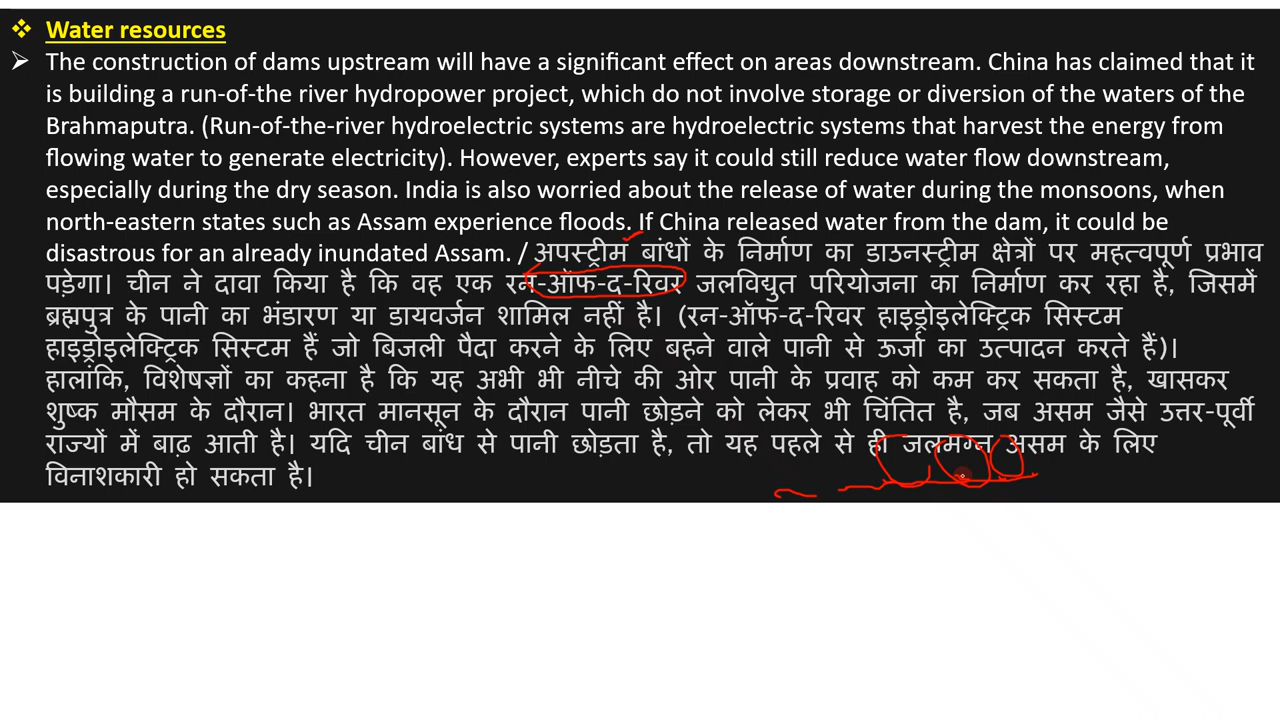 Water resources
The construction of dams upstream will have a significant effect on areas downstream. China has claimed that it
is building a run-of-the river hydropower project, which do not involve storage or diversion of the waters of the
Brahmaputra. (Run-of-the-river hydroelectric systems are hydroelectric systems that harvest the energy from
flowing water to generate electricity). However, experts say it could still reduce water flow downstream,
especially during the dry season. India is also worried about the release of water during the monsoons, when
north-eastern states such as Assam experience floods. If China released water from the dam, it could be
disastrous for an already inundated Assam. / अपस्ट्रीम बांधों के निर्माण का डाउनस्ट्रीम क्षेत्रों पर महत्वपूर्ण प्रभाव
पड़ेगा। चीन ने दावा किया है कि वह एक रन-ऑफ-द-रिवर जलविद्युत परियोजना का निर्माण कर रहा है, जिसमें
ब्रह्मपुत्र के पानी का भंडारण या डायवर्जन शामिल नहीं है। (रन-ऑफ-द-रिवर हाइड्रोइलेक्ट्रिक सिस्टम
हाइड्रोइलेक्ट्रिक सिस्टम हैं जो बिजली पैदा करने के लिए बहने वाले पानी से ऊर्जा का उत्पादन करते हैं)।
हालांकि, विशेषज्ञों का कहना है कि यह अभी भी नीचे की ओर पानी के प्रवाह को कम कर सकता है, खासकर
शुष्क मौसम के दौरान। भारत मानसून के दौरान पानी छोड़ने को लेकर भी चिंतित है, जब असम जैसे उत्तर-पूर्वी
राज्यों में बाढ़ आती है। यदि चीन बांध से पानी छोड़ता है, तो यह पहले से ही जलमग्न असम के लिए
विनाशकारी हो सकता है।